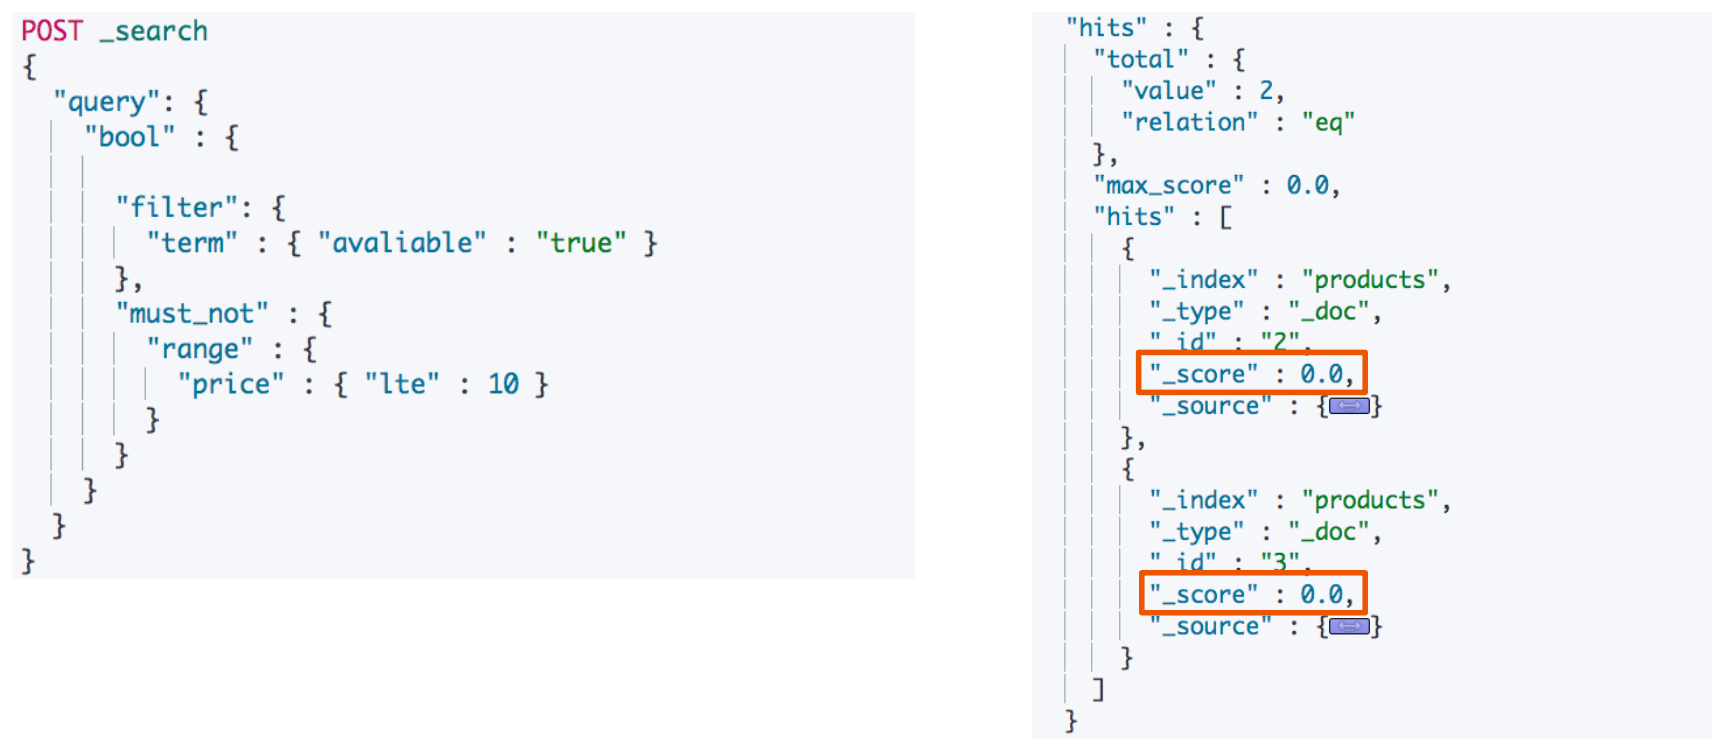 POST _search
{
  "query": {
    "bool" : {

      "filter": {
        "term" : { "avaliable" : "true" }
      },
      "must_not" : {
        "range" : {
          "price" : { "lte" : 10 }
        }
      }
    }
  }
}
"hits" : {
  "total" : {
    "value" : 2,
    "relation" : "eq"
  },
  "max_score" : 0.0,
  "hits" : [
    {
      "_index" : "products",
      "_type" : "_doc",
      "_id" : "2",
      "_score" : 0.0,
      "_source" : {↔}
    },
    {
      "_index" : "products",
      "_type" : "_doc",
      "_id" : "3",
      "_score" : 0.0,
      "_source" : {↔}
    }
  ]
}